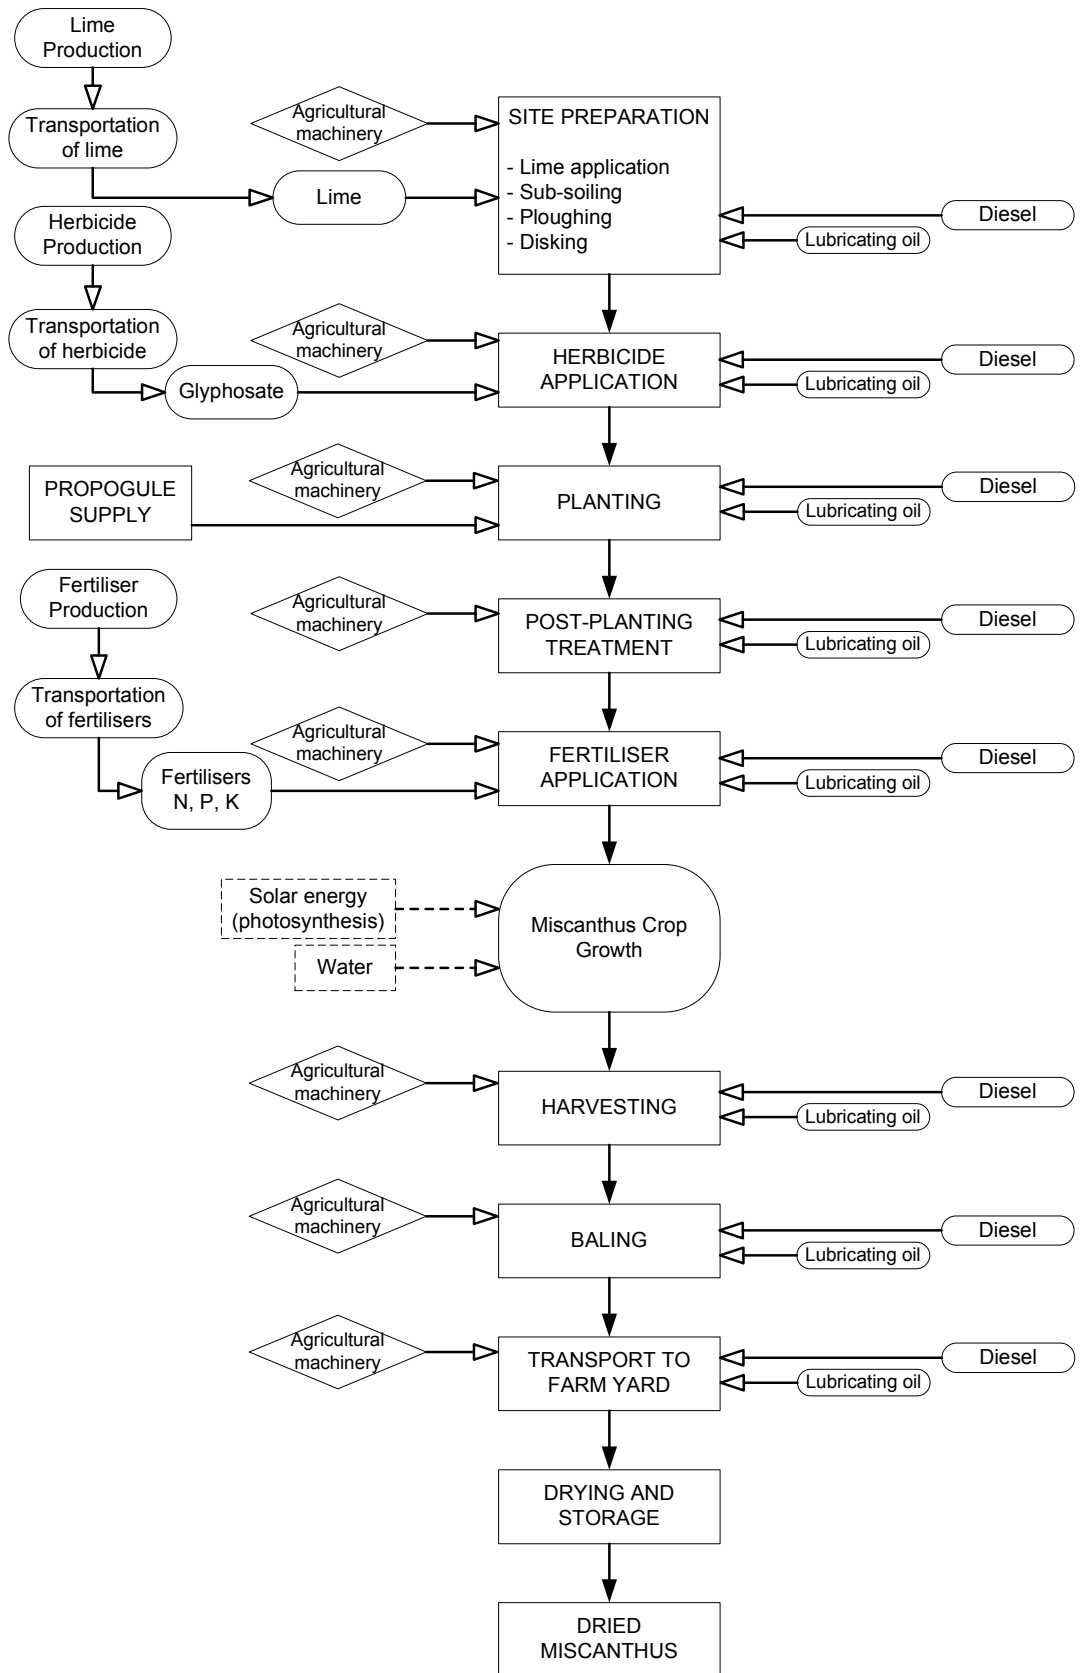 Lime
Production
Transportation
of lime
Agricultural
machinery
SITE PREPARATION
- Lime application
- Sub-soiling
- Ploughing
- Disking
Lime
Diesel
Lubricating oil
Herbicide
Production
Transportation
of herbicide
Agricultural
machinery
Glyphosate
HERBICIDE
APPLICATION
Diesel
Lubricating oil
PROPOGULE
SUPPLY
Agricultural
machinery
PLANTING
Diesel
Lubricating oil
Fertiliser
Production
Agricultural
machinery
POST-PLANTING
TREATMENT
Diesel
Lubricating oil
Transportation
of fertilisers
Agricultural
machinery
Fertilisers
N, P, K
FERTILISER
APPLICATION
Diesel
Lubricating oil
Solar energy
(photosynthesis)
Water
Miscanthus Crop
Growth
Agricultural
machinery
HARVESTING
Diesel
Lubricating oil
Agricultural
machinery
BALING
Diesel
Lubricating oil
Agricultural
machinery
TRANSPORT TO
FARM YARD
Diesel
Lubricating oil
DRYING AND
STORAGE
DRIED
MISCANTHUS